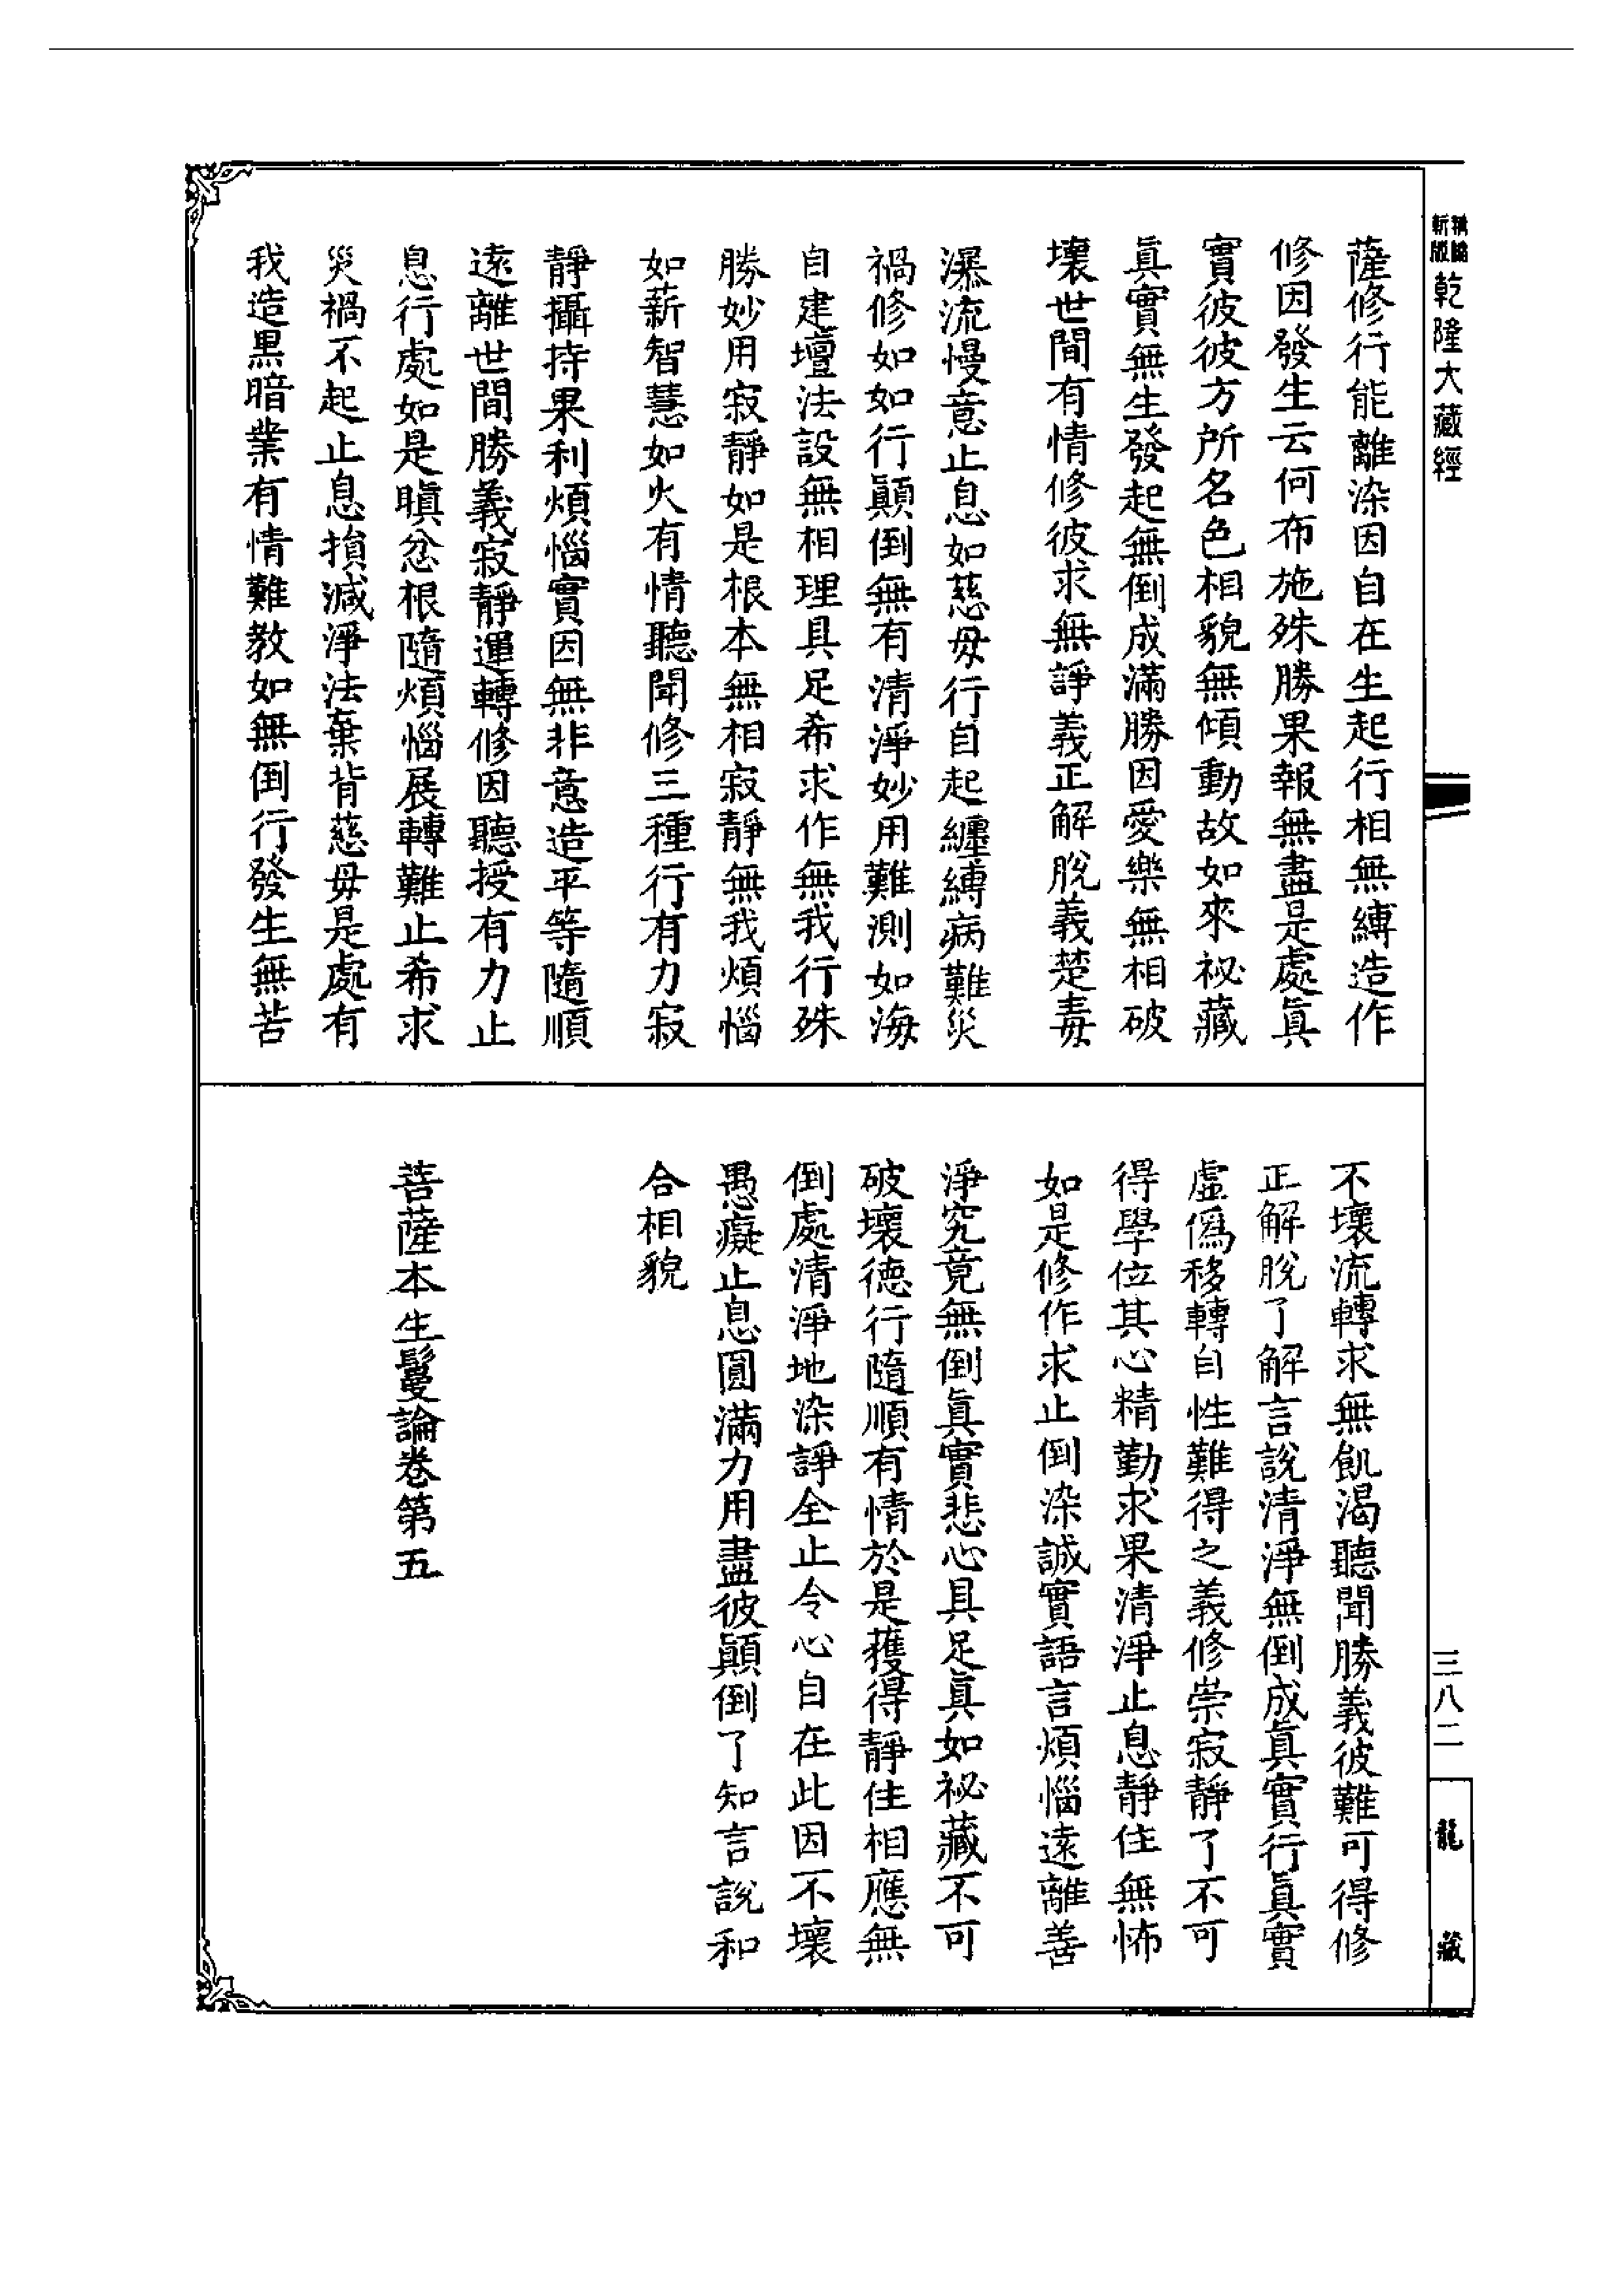 乾隆大藏經
薩修行能離染因自在生起行相無縛造作
修因發生云何布施殊勝果報無盡是處眞
實彼彼方所名色相貌無傾動故如來祕藏
眞實無生發起無倒成滿勝因愛樂無相破
壞世間有情修彼求無諍義正解脫義楚毒
瀑流慢意止息如慈母行自起纏縛病難災
禍修如如行顚倒無有清淨妙用難測如海
自建壇法設無相理具足希求作無我行殊
勝妙用寂靜如是根本無相寂靜無我煩惱
如薪智慧如火有情聽聞修三種行有力寂
靜攝持果利煩惱實因無非意造平等隨順
遠離世間勝義寂靜運轉修因聽授有力止
息行處如是瞋忿根隨煩惱展轉難止希求
災禍不起止息損減淨法棄背慈母是處有
我造黑暗業有情難教如無倒行發生無苦
不壞流轉求無飢渴聽聞勝義彼難可得修
正解脫了解言說清淨無倒成眞實行眞實
虛僞移轉自性難得之義修崇寂靜了不可
得學位其心精勤求果清淨止息靜住無怖
如是修作求止倒染誠實語言煩惱遠離善
淨究竟無倒眞實悲心具足眞如祕藏不可
破壞德行隨順有情於是獲得靜住相應無
倒處清淨地染諍全止令心自在此因不壞
愚癡止息圓滿力用盡彼顚倒了知言說和
合相貌
菩薩本生鬘論卷第五
三八二
龍藏